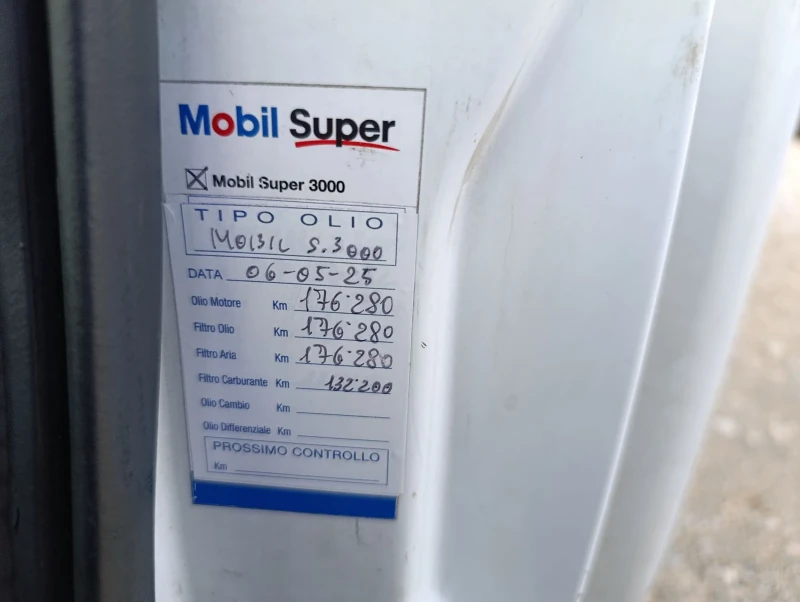 Mobil Super
Mobil Super 3000
TIPO OLIO
MOBIL S.3000
DATA 06-05-25
Olio Motore Km 176.280
Filtro Olio Km 176.280
Filtro Aria Km 176.280
Filtro Carburante Km 132.200
Olio Cambio Km
Olio Differenziale Km
PROSSIMO CONTROLLO
Km